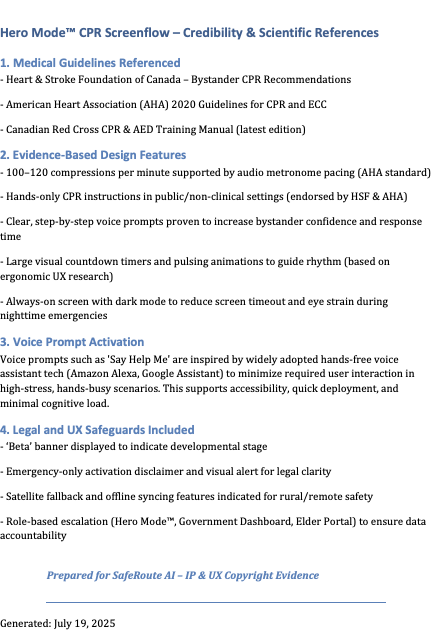 Hero Mode™ CPR Screenflow – Credibility & Scientific References
1. Medical Guidelines Referenced
- Heart & Stroke Foundation of Canada – Bystander CPR Recommendations
- American Heart Association (AHA) 2020 Guidelines for CPR and ECC
- Canadian Red Cross CPR & AED Training Manual (latest edition)
2. Evidence-Based Design Features
- 100–120 compressions per minute supported by audio metronome pacing (AHA standard)
- Hands-only CPR instructions in public/non-clinical settings (endorsed by HSF & AHA)
- Clear, step-by-step voice prompts proven to increase bystander confidence and response
time
- Large visual countdown timers and pulsing animations to guide rhythm (based on
ergonomic UX research)
- Always-on screen with dark mode to reduce screen timeout and eye strain during
nighttime emergencies
3. Voice Prompt Activation
Voice prompts such as 'Say Help Me' are inspired by widely adopted hands-free voice
assistant tech (Amazon Alexa, Google Assistant) to minimize required user interaction in
high-stress, hands-busy scenarios. This supports accessibility, quick deployment, and
minimal cognitive load.
4. Legal and UX Safeguards Included
- ‘Beta’ banner displayed to indicate developmental stage
- Emergency-only activation disclaimer and visual alert for legal clarity
- Satellite fallback and offline syncing features indicated for rural/remote safety
- Role-based escalation (Hero Mode™, Government Dashboard, Elder Portal) to ensure data
accountability
Prepared for SafeRoute AI – IP & UX Copyright Evidence
Generated: July 19, 2025